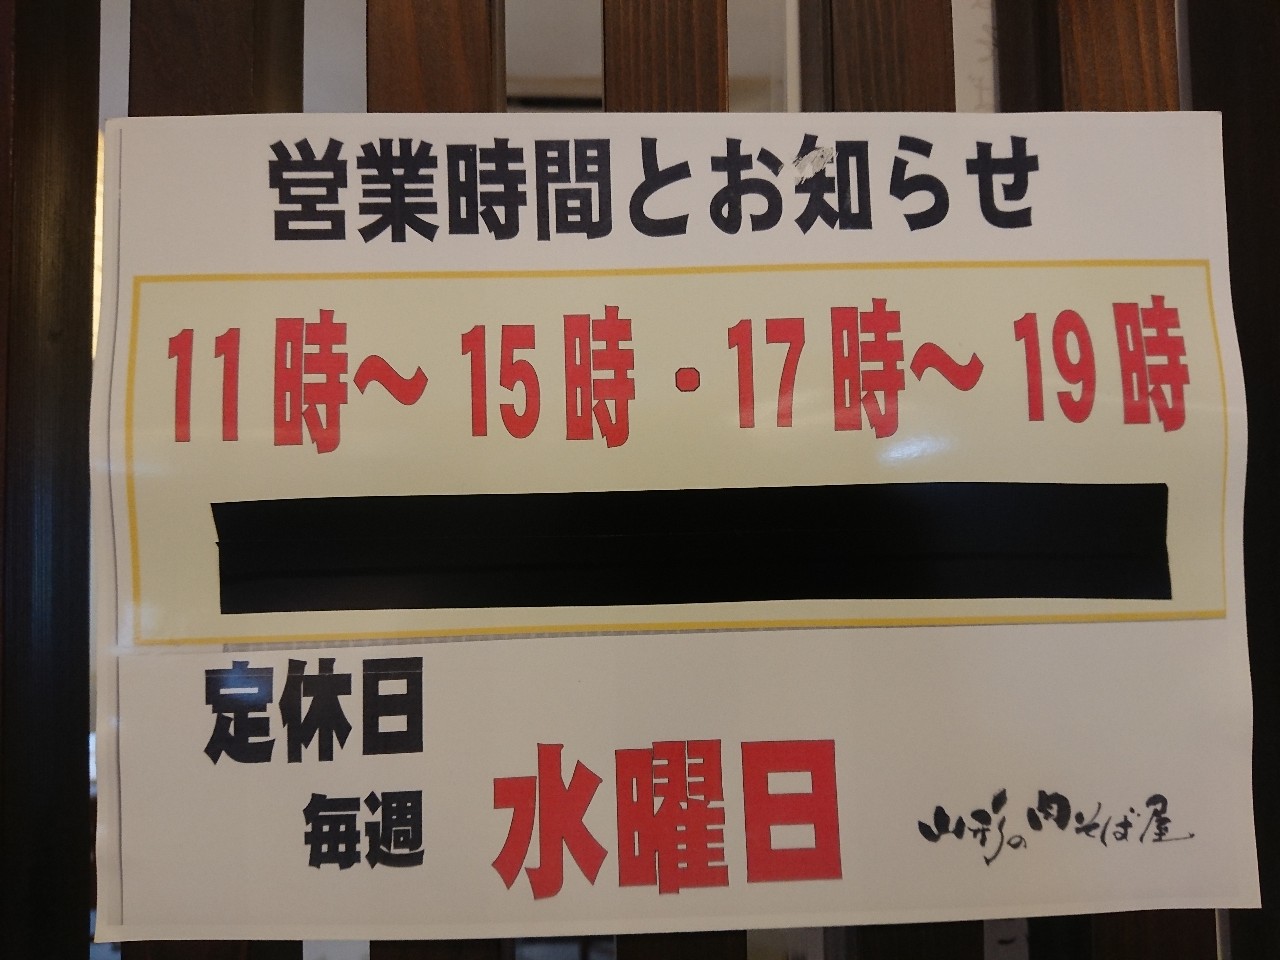 営業時間とお知らせ
11時～15時・17時～19時
定休日
毎週 水曜日
山形の肉そば屋